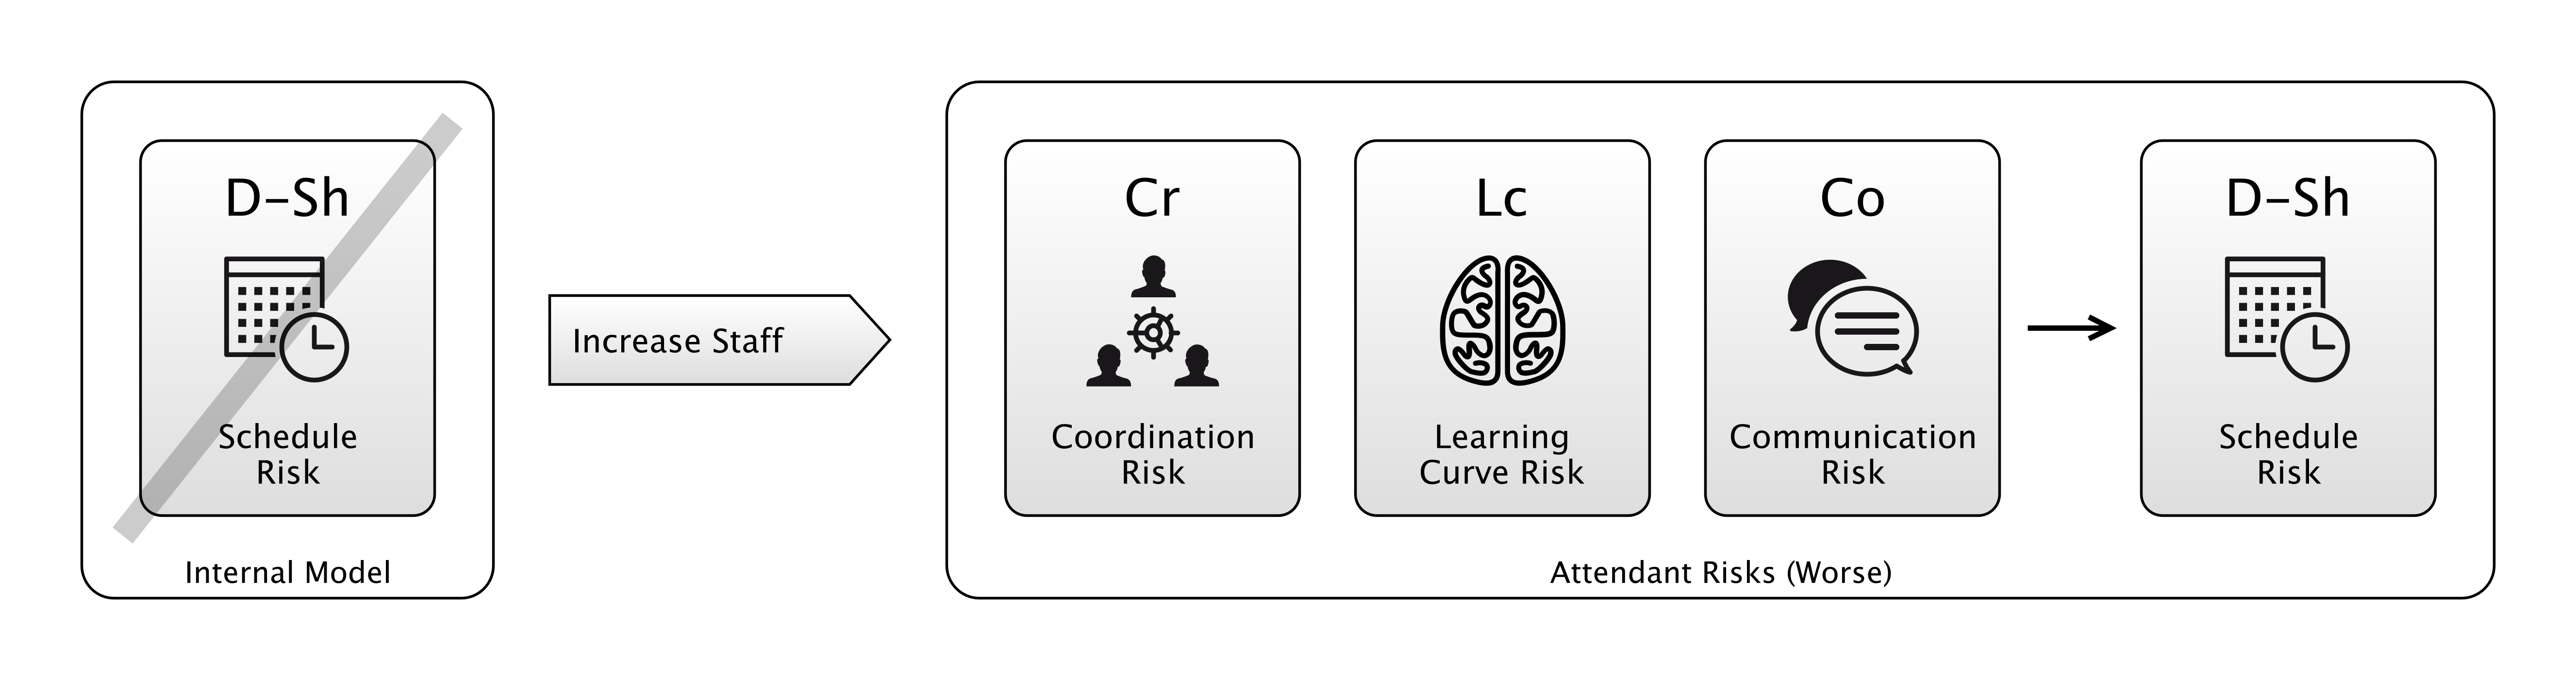 D-Sh
Schedule
Risk
Internal Model
Increase Staff
Cr
Coordination
Risk
Lc
Learning
Curve Risk
Co
Communication
Risk
D-Sh
Schedule
Risk
Attendant Risks (Worse)